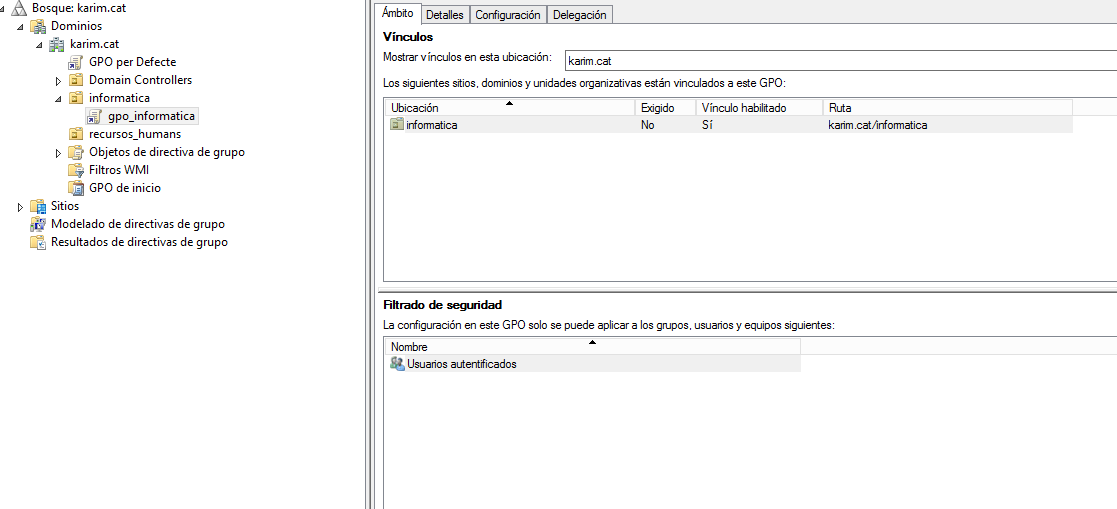 Bosque: karim.cat
Dominios
karim.cat
GPO per Defecte
Domain Controllers
informatica
gpo_informatica
recursos_humans
Objetos de directiva de grupo
Filtros WMI
GPO de inicio
Sitios
Modelado de directivas de grupo
Resultados de directivas de grupo
Ámbito Detalles Configuración Delegación
Vínculos
Mostrar vínculos en esta ubicación: karim.cat
Los siguientes sitios, dominios y unidades organizativas están vinculados a este GPO:
Ubicación Exigido Vínculo habilitado Ruta
informatica No Sí karim.cat/informatica
Filtrado de seguridad
La configuración en este GPO solo se puede aplicar a los grupos, usuarios y equipos siguientes:
Nombre
Usuarios autentificados